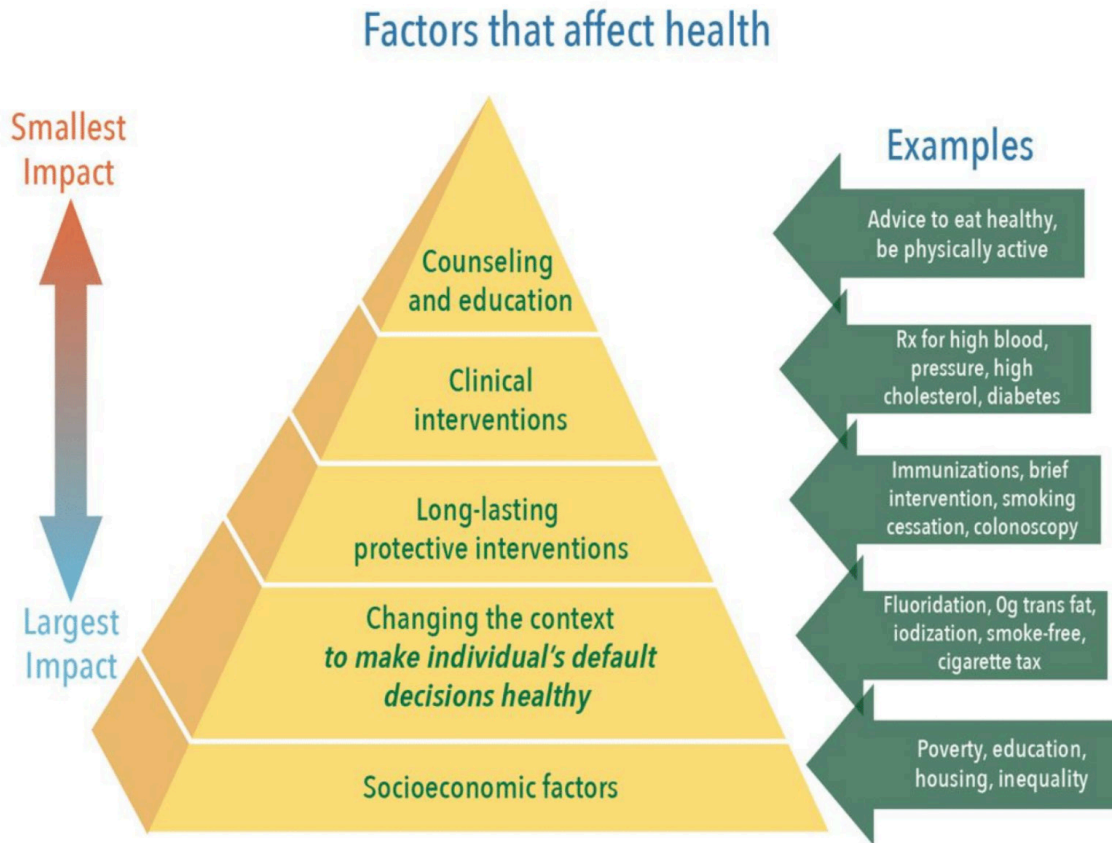 Factors that affect health
Smallest
Impact
Largest
Impact
Counseling
and education
Clinical
interventions
Long-lasting
protective interventions
Changing the context
to make individual's default
decisions healthy
Socioeconomic factors
Examples
Advice to eat healthy,
be physically active
Rx for high blood,
pressure, high
cholesterol, diabetes
Immunizations, brief
intervention, smoking
cessation, colonoscopy
Fluoridation, 0g trans fat,
iodization, smoke-free,
cigarette tax
Poverty, education,
housing, inequality